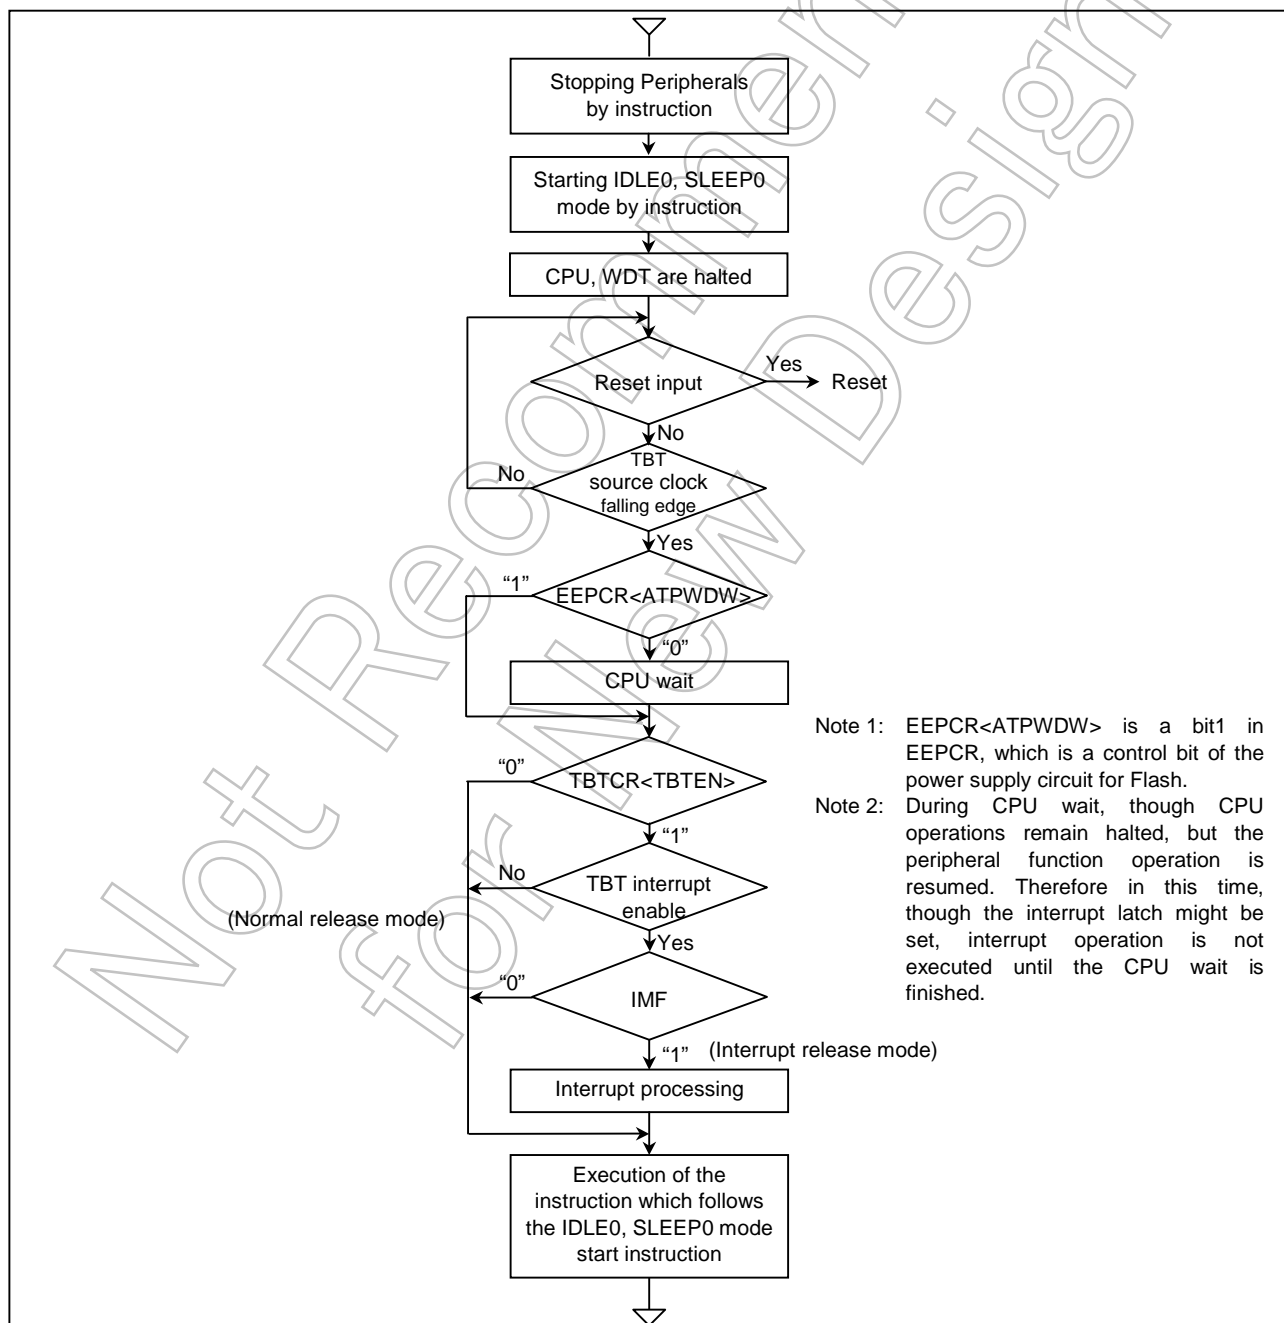 Stopping Peripherals
by instruction
Starting IDLE0, SLEEP0
mode by instruction
CPU, WDT are halted
Reset input
Yes
Reset
No
TBT
source clock
falling edge
No
Yes
EEPCR<ATPWDW>
“1”
“0”
CPU wait
TBTCR<TBTEN>
“0”
“1”
TBT interrupt
enable
No
(Normal release mode)
Yes
IMF
“0”
“1”
(Interrupt release mode)
Interrupt processing
Execution of the
instruction which follows
the IDLE0, SLEEP0 mode
start instruction
Note 1: EEPCR<ATPWDW> is a bit1 in
EEPCR, which is a control bit of the
power supply circuit for Flash.
Note 2: During CPU wait, though CPU
operations remain halted, but the
peripheral function operation is
resumed. Therefore in this time,
though the interrupt latch might be
set, interrupt operation is not
executed until the CPU wait is
finished.
Not Recommen
for New Design